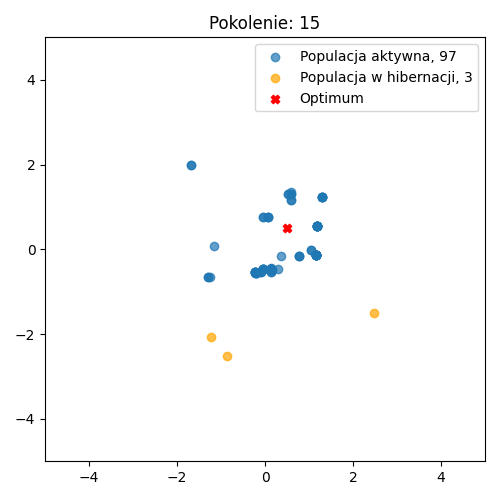 Pokolenie: 15
Populacja aktywna, 97
Populacja w hibernacji, 3
Optimum
4
2
0
−2
−4
−4
−2
0
2
4